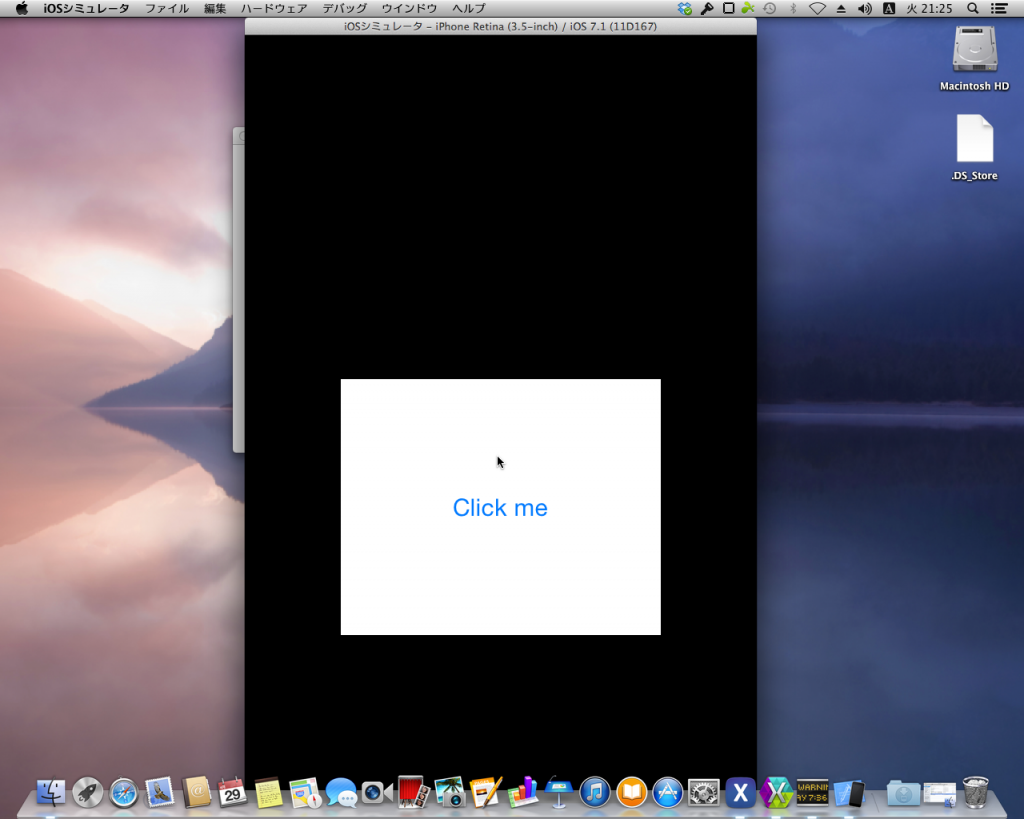 iOSシミュレータ ファイル 編集 ハードウェア デバッグ ウインドウ ヘルプ A 火 21:25
iOSシミュレータ – iPhone Retina (3.5-inch) / iOS 7.1 (11D167)
Macintosh HD
.DS_Store
Click me
29
WARNIN
AY 7:36